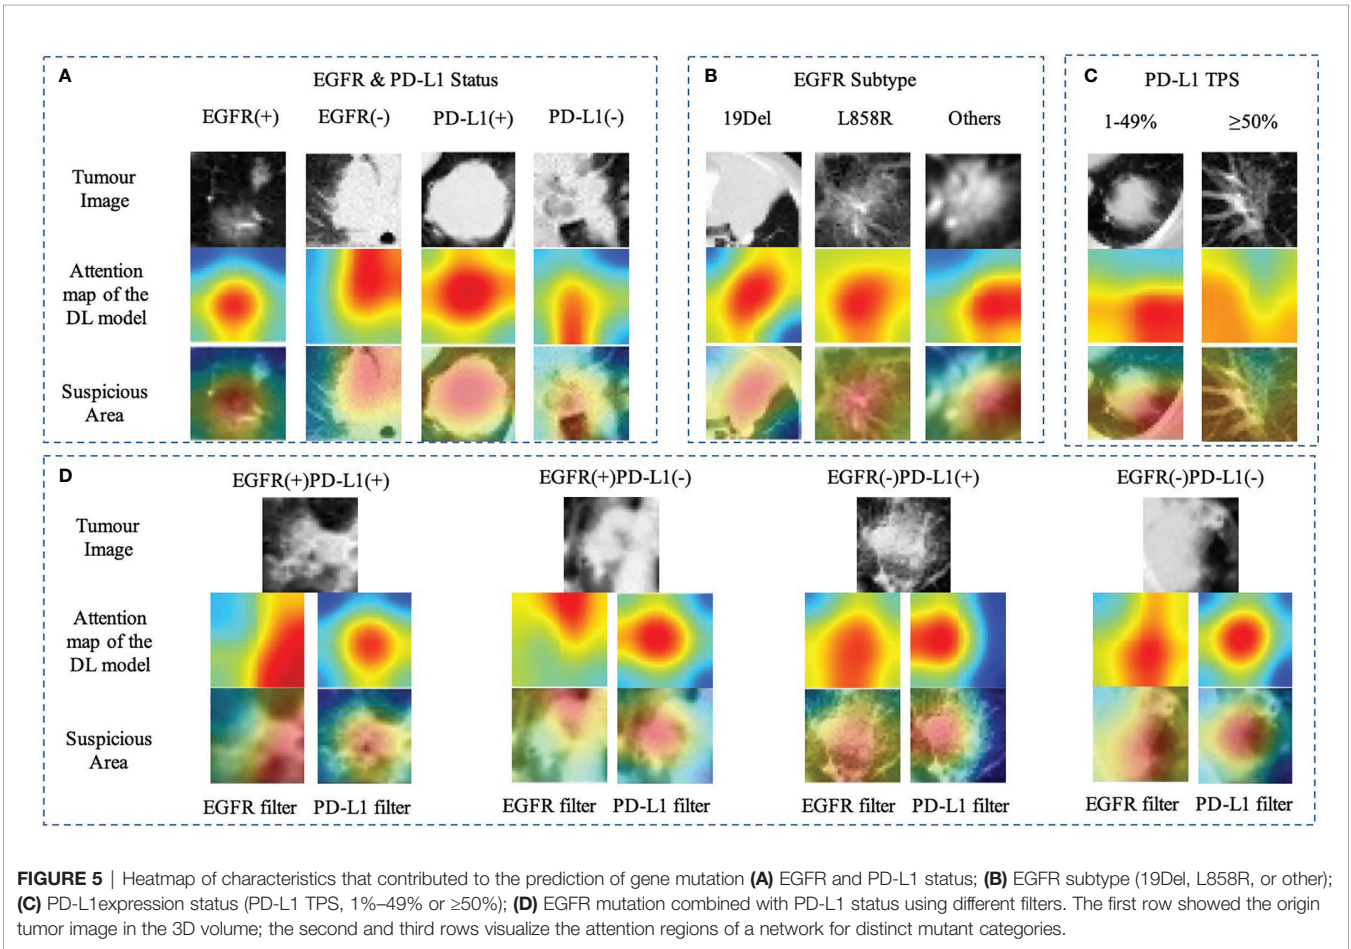 A
EGFR & PD-L1 Status
EGFR(+) EGFR(-) PD-L1(+) PD-L1(-)
Tumour
Image
Attention
map of the
DL model
Suspicious
Area
B
EGFR Subtype
19Del L858R Others
C
PD-L1 TPS
1-49% ≥50%
D
EGFR(+)PD-L1(+) EGFR(+)PD-L1(-) EGFR(-)PD-L1(+) EGFR(-)PD-L1(-)
Tumour
Image
Attention
map of the
DL model
Suspicious
Area
EGFR filter PD-L1 filter EGFR filter PD-L1 filter EGFR filter PD-L1 filter EGFR filter PD-L1 filter
FIGURE 5 | Heatmap of characteristics that contributed to the prediction of gene mutation (A) EGFR and PD-L1 status; (B) EGFR subtype (19Del, L858R, or other);
(C) PD-L1expression status (PD-L1 TPS, 1%–49% or ≥50%); (D) EGFR mutation combined with PD-L1 status using different filters. The first row showed the origin
tumor image in the 3D volume; the second and third rows visualize the attention regions of a network for distinct mutant categories.